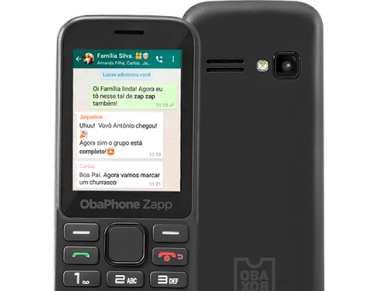 Família Silva.
Amanda Filha, Carlos, Ja...
Lucas adicionou você
Oi Família linda! Agora eu
tô nesse tal de zap zap
também!
11:19
Jaqueline
Uhuu! Vovô Antônio chegou!
Agora sim o grupo está
completo!
11:19
Carlos
Boa Pai. Agora vamos marcar
um churrasco
11:21
ObaPhone Zapp
1
2 ABC
3 DEF
OBA
BOX